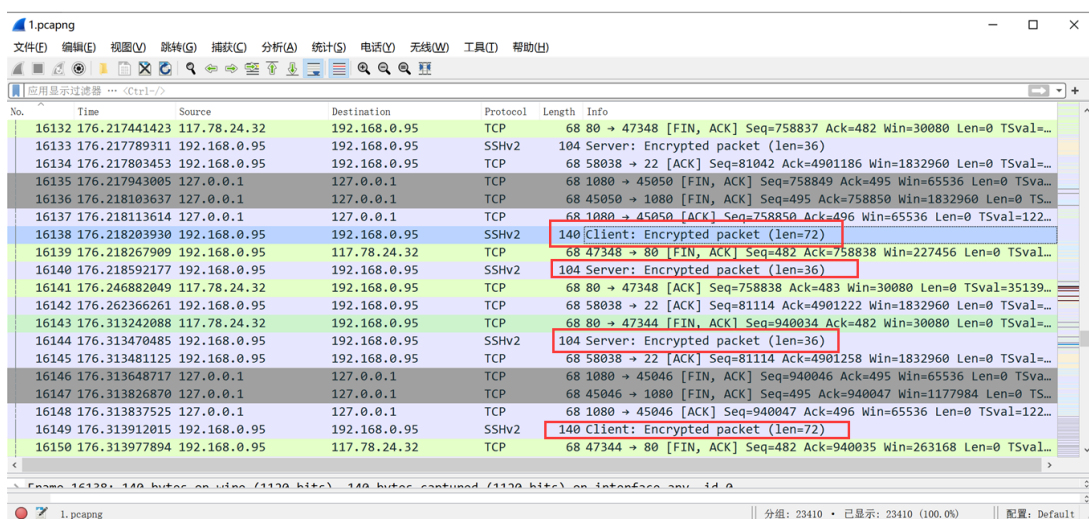 1.pcapng
文件(F) 编辑(E) 视图(V) 跳转(G) 捕获(C) 分析(A) 统计(S) 电话(Y) 无线(W) 工具(T) 帮助(H)
应用显示过滤器 … <Ctrl-/>
No. Time Source Destination Protocol Length Info
16132 176.217441423 117.78.24.32 192.168.0.95 TCP 68 80 → 47348 [FIN, ACK] Seq=758837 Ack=482 Win=30080 Len=0 TSval=…
16133 176.217789311 192.168.0.95 192.168.0.95 SSHv2 104 Server: Encrypted packet (len=36)
16134 176.217803453 192.168.0.95 192.168.0.95 TCP 68 58038 → 22 [ACK] Seq=81042 Ack=4901186 Win=1832960 Len=0 TSval=…
16135 176.217943005 127.0.0.1 127.0.0.1 TCP 68 1080 → 45050 [FIN, ACK] Seq=758849 Ack=495 Win=65536 Len=0 TSva…
16136 176.218103637 127.0.0.1 127.0.0.1 TCP 68 45050 → 1080 [FIN, ACK] Seq=495 Ack=758850 Win=1832960 Len=0 TS…
16137 176.218113614 127.0.0.1 127.0.0.1 TCP 68 1080 → 45050 [ACK] Seq=758850 Ack=496 Win=65536 Len=0 TSval=122…
16138 176.218203930 192.168.0.95 192.168.0.95 SSHv2 140 Client: Encrypted packet (len=72)
16139 176.218267909 192.168.0.95 117.78.24.32 TCP 68 47348 → 80 [FIN, ACK] Seq=482 Ack=758838 Win=227456 Len=0 TSval…
16140 176.218592177 192.168.0.95 192.168.0.95 SSHv2 104 Server: Encrypted packet (len=36)
16141 176.246882049 117.78.24.32 192.168.0.95 TCP 68 80 → 47348 [ACK] Seq=758838 Ack=483 Win=30080 Len=0 TSval=35139…
16142 176.262366261 192.168.0.95 192.168.0.95 TCP 68 58038 → 22 [ACK] Seq=81114 Ack=4901222 Win=1832960 Len=0 TSval=…
16143 176.313242088 117.78.24.32 192.168.0.95 TCP 68 80 → 47344 [FIN, ACK] Seq=940034 Ack=482 Win=30080 Len=0 TSval=…
16144 176.313470485 192.168.0.95 192.168.0.95 SSHv2 104 Server: Encrypted packet (len=36)
16145 176.313481125 192.168.0.95 192.168.0.95 TCP 68 58038 → 22 [ACK] Seq=81114 Ack=4901258 Win=1832960 Len=0 TSval=…
16146 176.313648717 127.0.0.1 127.0.0.1 TCP 68 1080 → 45046 [FIN, ACK] Seq=940046 Ack=495 Win=65536 Len=0 TSva…
16147 176.313826870 127.0.0.1 127.0.0.1 TCP 68 45046 → 1080 [FIN, ACK] Seq=495 Ack=940047 Win=1177984 Len=0 TS…
16148 176.313837525 127.0.0.1 127.0.0.1 TCP 68 1080 → 45046 [ACK] Seq=940047 Ack=496 Win=65536 Len=0 TSval=122…
16149 176.313912015 192.168.0.95 192.168.0.95 SSHv2 140 Client: Encrypted packet (len=72)
16150 176.313977894 192.168.0.95 117.78.24.32 TCP 68 47344 → 80 [FIN, ACK] Seq=482 Ack=940035 Win=263168 Len=0 TSval…
Frame 16138: 140 bytes on wire (1120 bits), 140 bytes captured (1120 bits) on interface any, id 0
1.pcapng 分组: 23410 · 已显示: 23410 (100.0%) 配置: Default